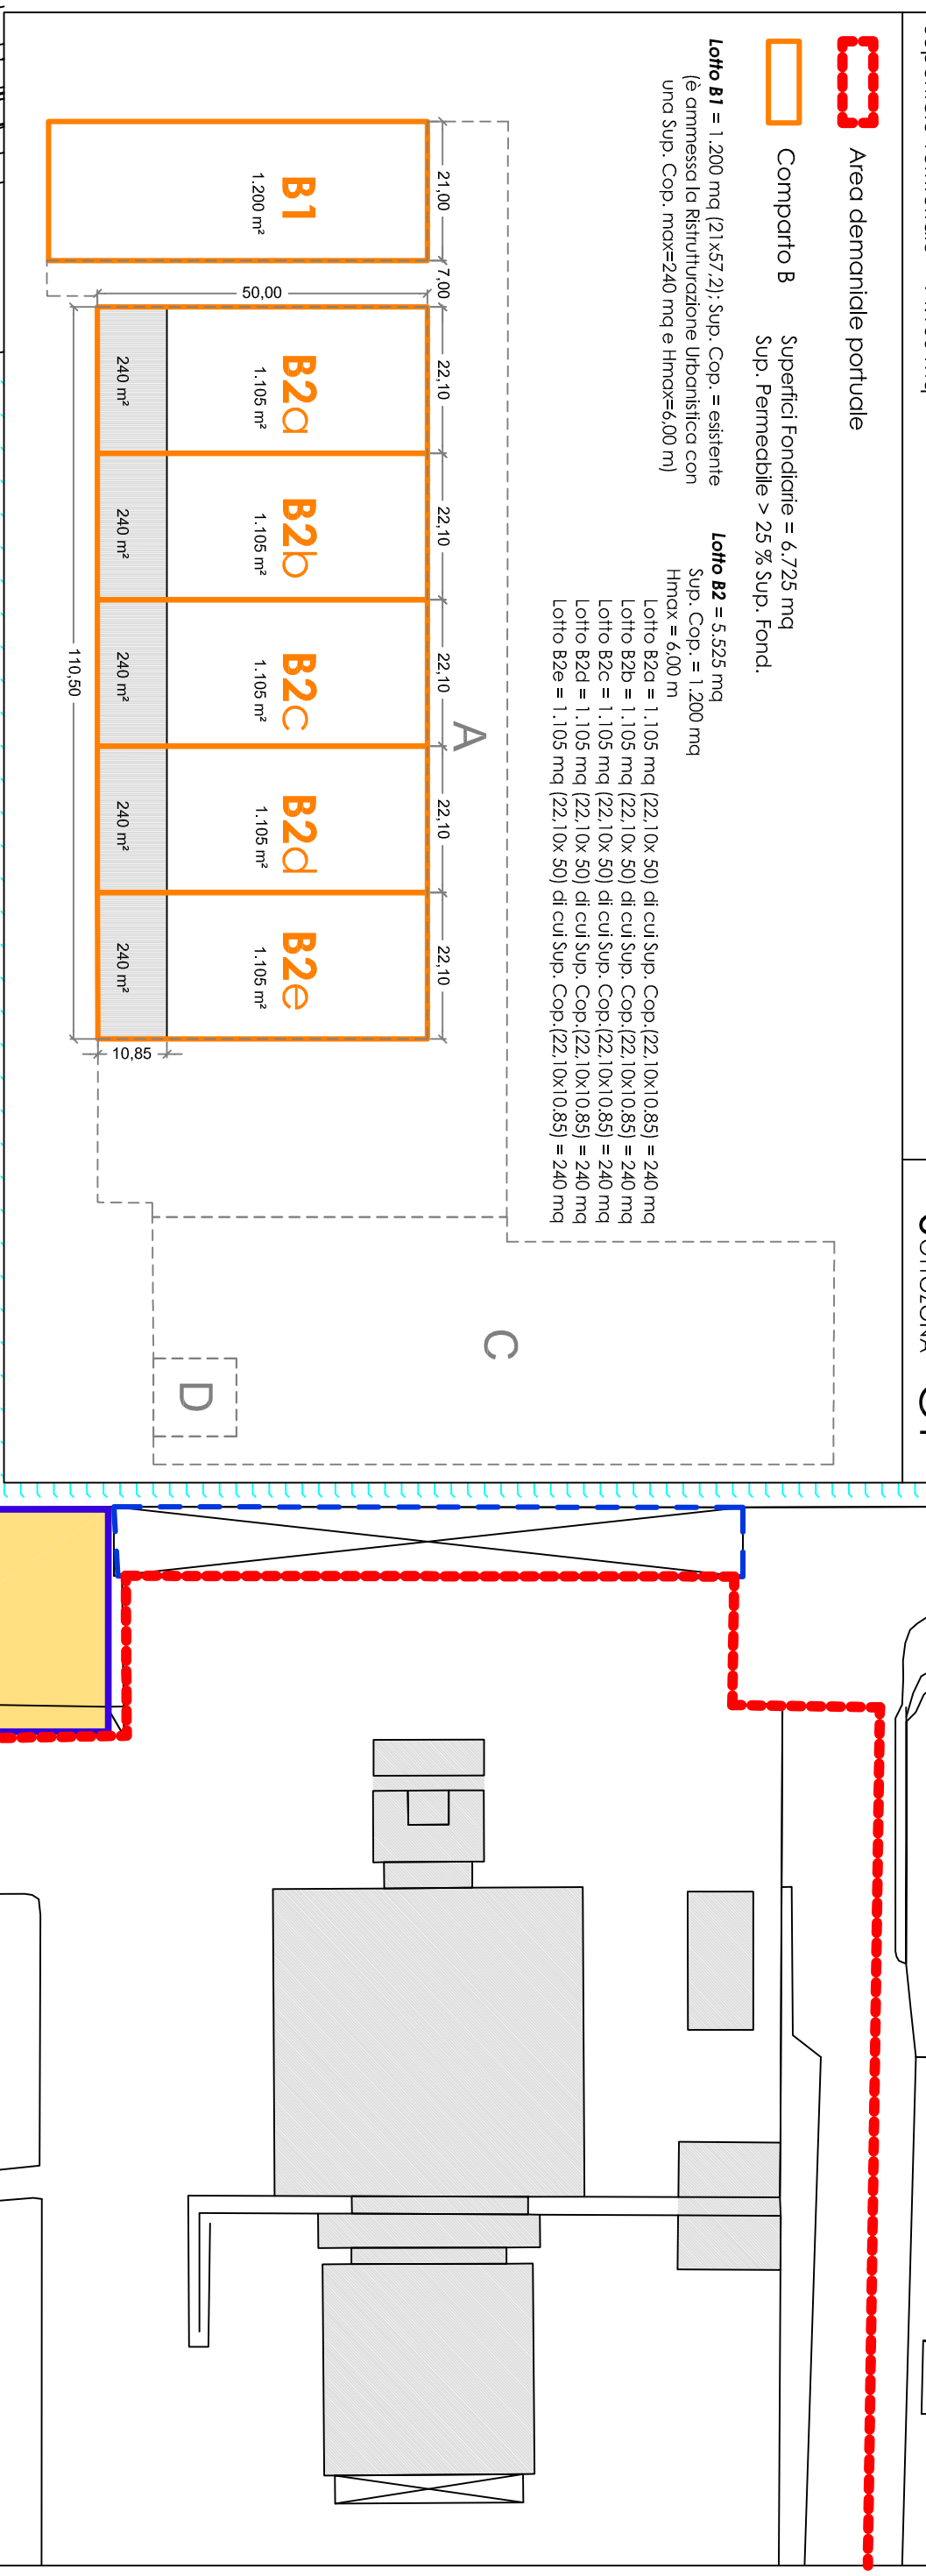 Area demaniale portuale
Comparto B
Superfici Fondiarie = 6.725 mq
Sup. Permeabile > 25 % Sup. Fond.
Lotto B1 = 1.200 mq (21x57,2); Sup. Cop. = esistente
(è ammessa la Ristrutturazione Urbanistica con
una Sup. Cop. max=240 mq e Hmax=6,00 m)
Lotto B2 = 5.525 mq
Sup. Cop. = 1.200 mq
Hmax = 6,00 m
Lotto B2a = 1.105 mq (22,10x 50) di cui Sup. Cop.(22,10x10.85) = 240 mq
Lotto B2b = 1.105 mq (22,10x 50) di cui Sup. Cop.(22,10x10.85) = 240 mq
Lotto B2c = 1.105 mq (22,10x 50) di cui Sup. Cop.(22,10x10.85) = 240 mq
Lotto B2d = 1.105 mq (22,10x 50) di cui Sup. Cop.(22,10x10.85) = 240 mq
Lotto B2e = 1.105 mq (22,10x 50) di cui Sup. Cop.(22,10x10.85) = 240 mq
A
C
D
21,00
7,00
22,10
22,10
22,10
22,10
22,10
B1
1.200 m²
50,00
B2a
1.105 m²
240 m²
B2b
1.105 m²
240 m²
B2c
1.105 m²
240 m²
B2d
1.105 m²
240 m²
B2e
1.105 m²
240 m²
10,85
110,50